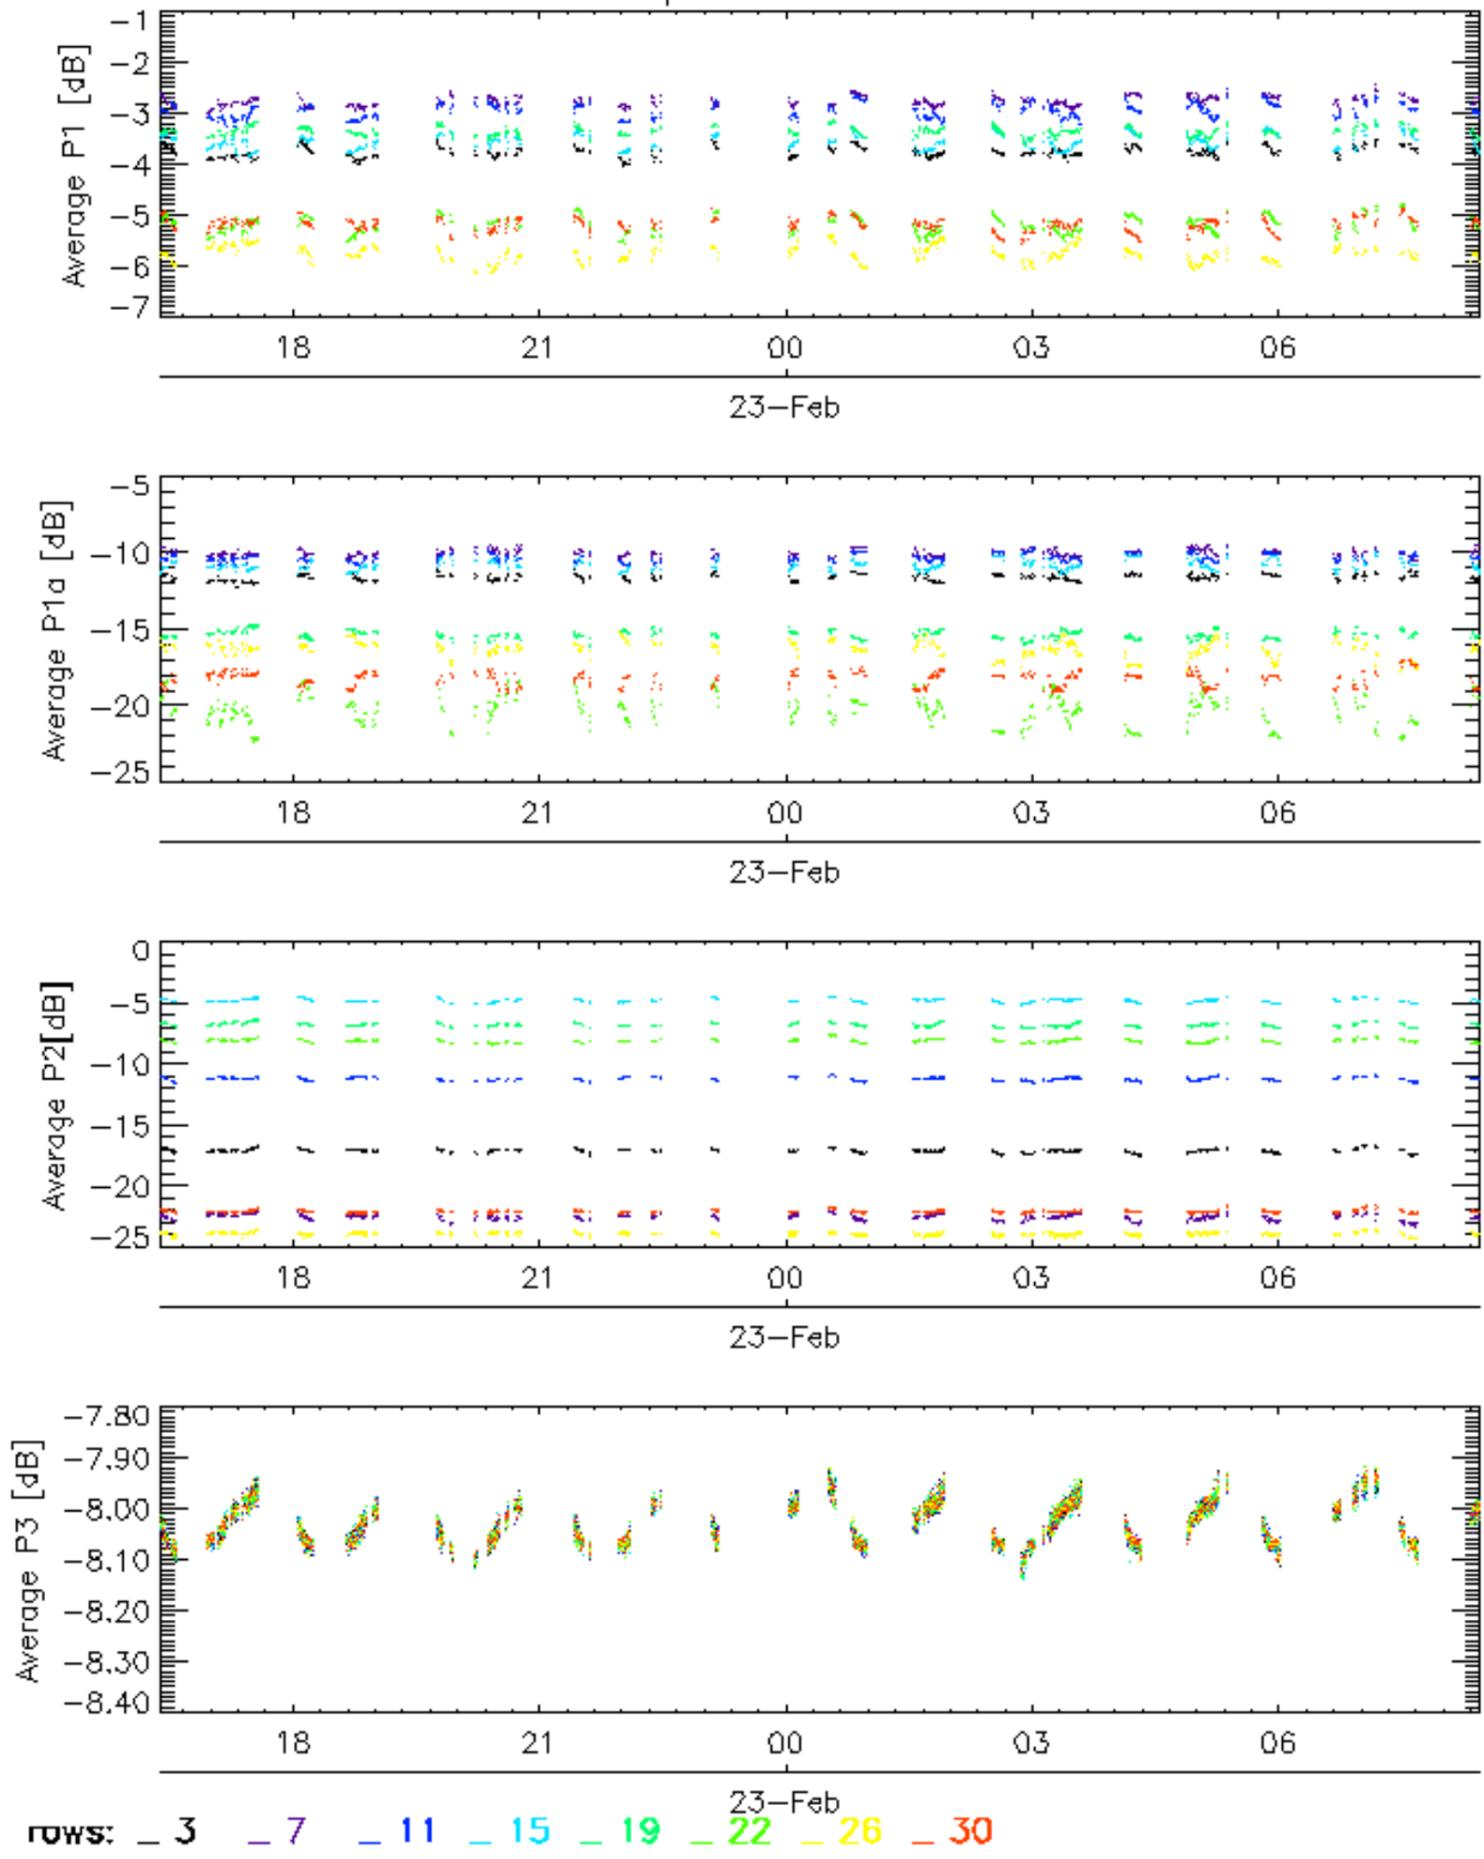 Average P1 [dB]
−1
−2
−3
−4
−5
−6
−7
18 21 00 03 06
23−Feb
Average P1a [dB]
−5
−10
−15
−20
−25
18 21 00 03 06
23−Feb
Average P2[dB]
0
−5
−10
−15
−20
−25
18 21 00 03 06
23−Feb
Average P3 [dB]
−7.80
−7.90
−8.00
−8.10
−8.20
−8.30
−8.40
18 21 00 03 06
23−Feb
rows: _ 3 _ 7 _ 11 _ 15 _ 19 _ 22 _ 26 _ 30